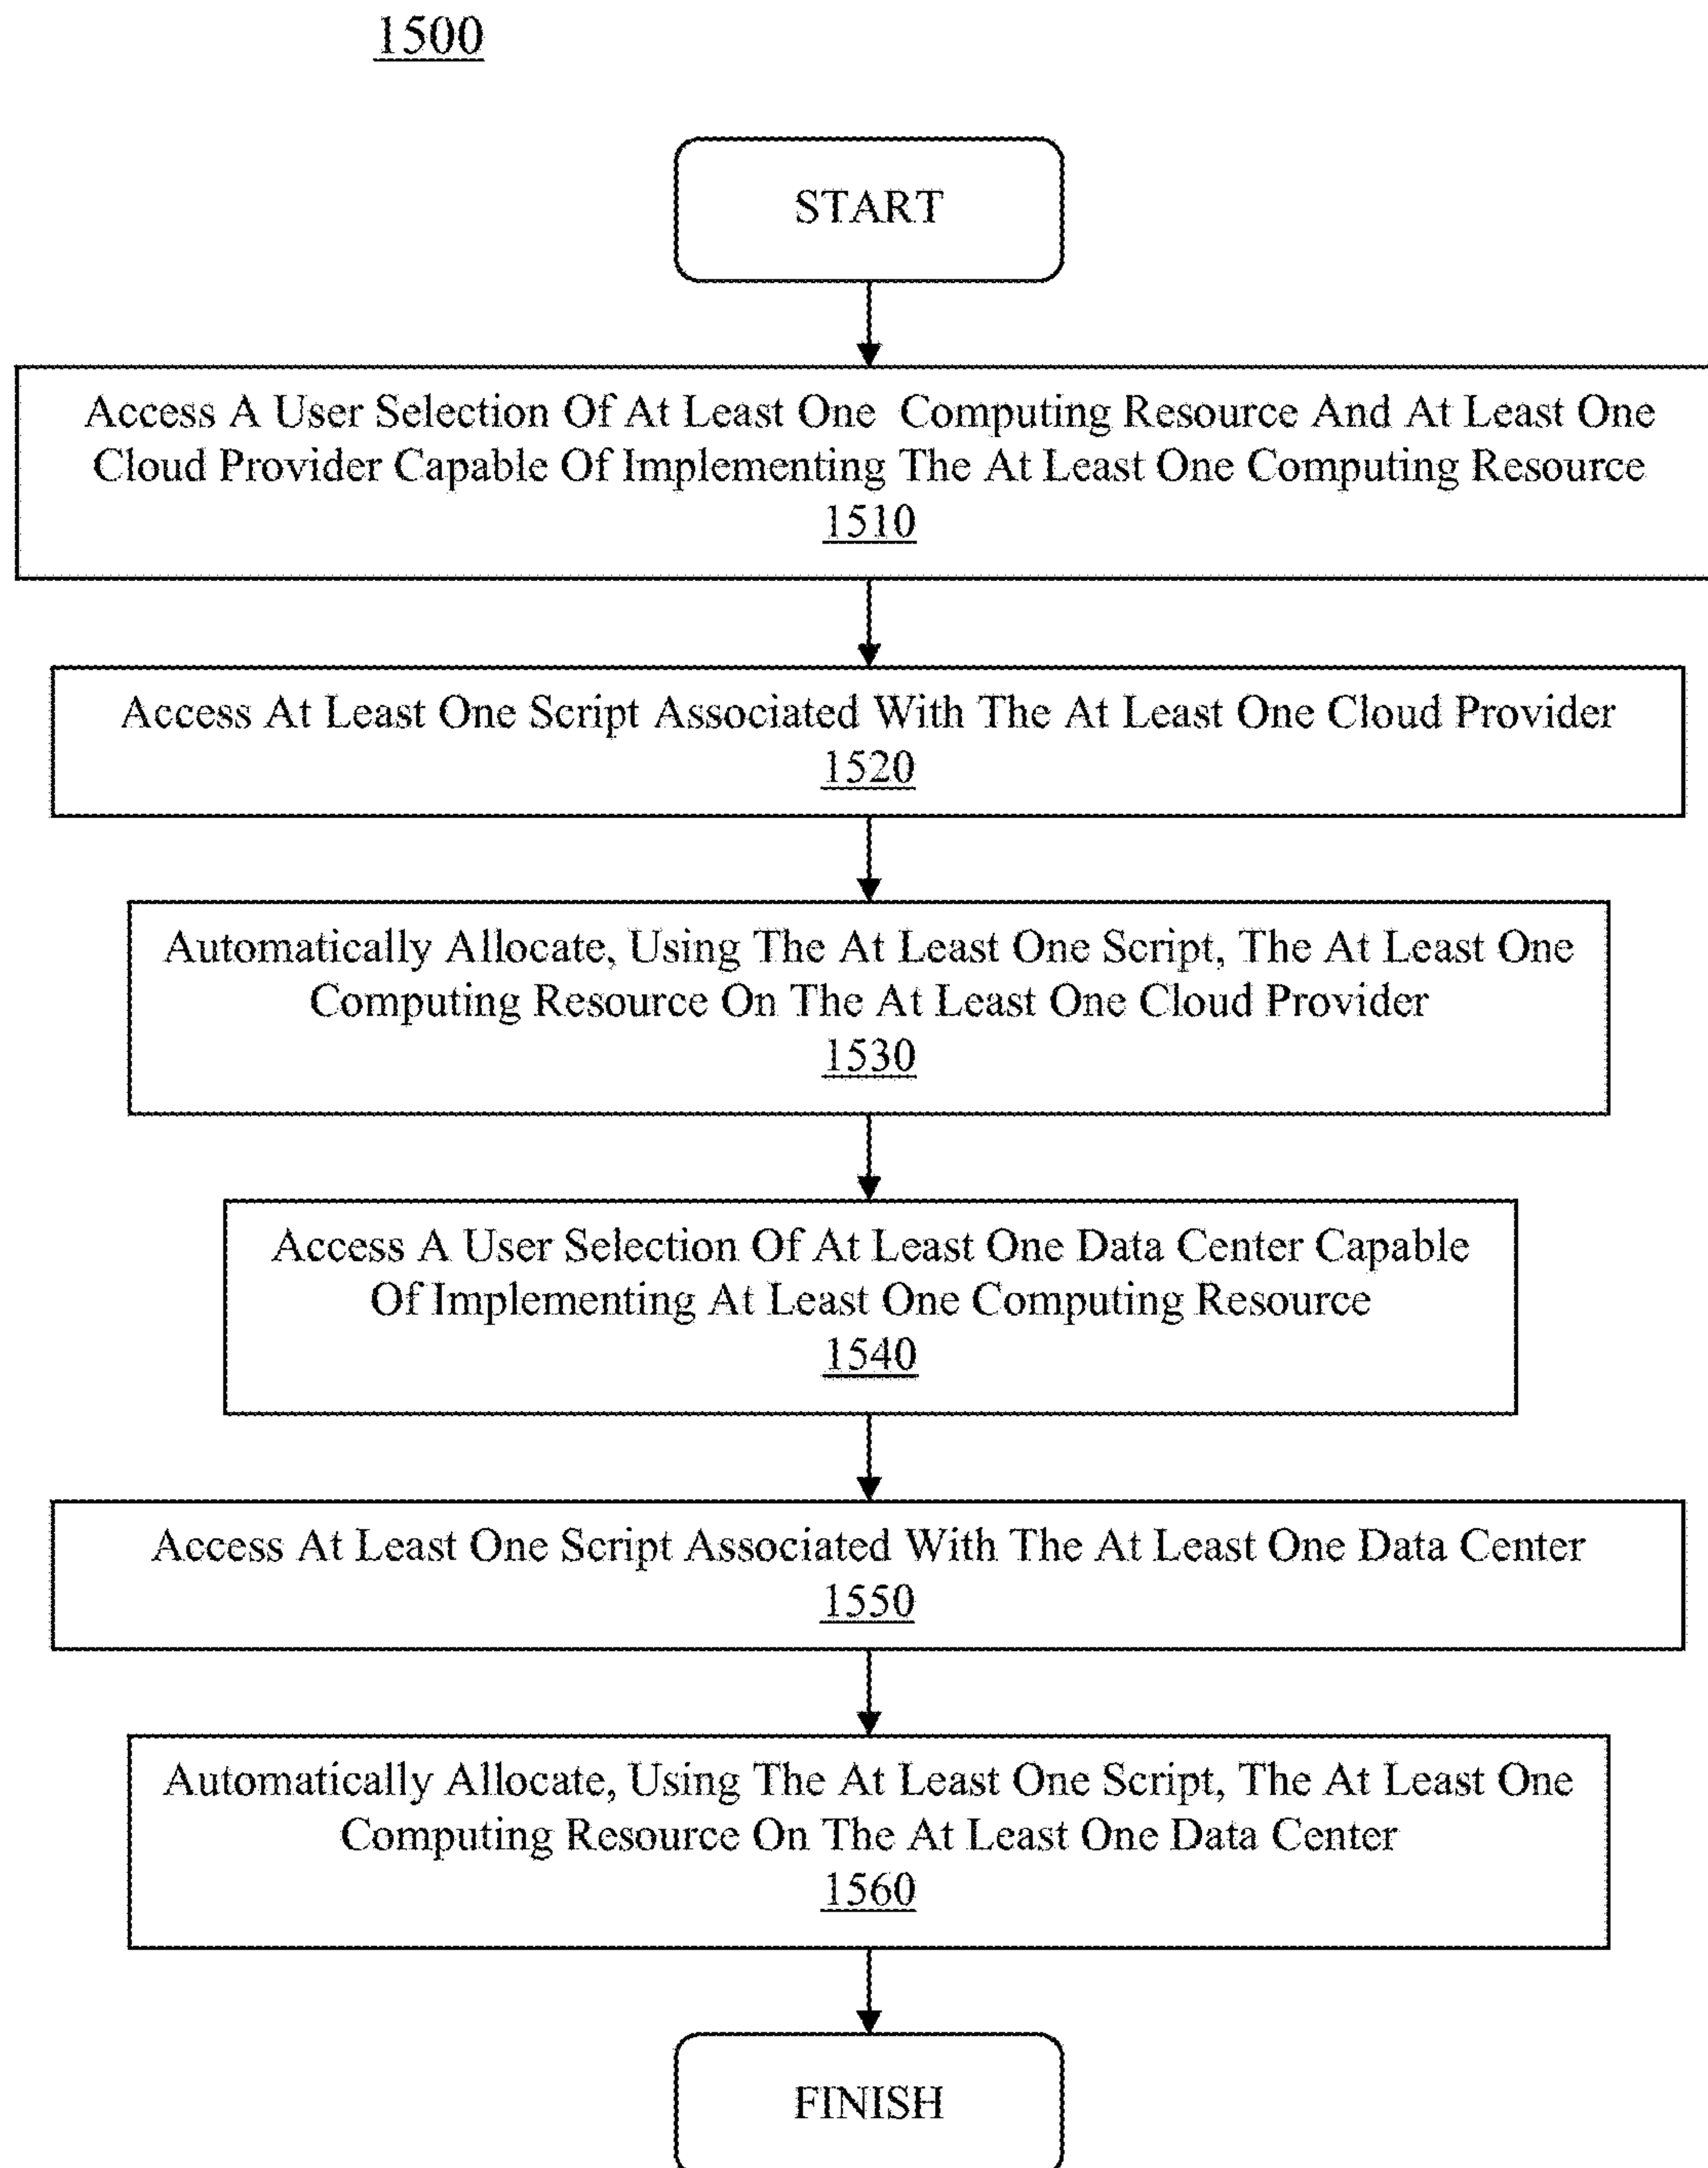 1500
START
Access A User Selection Of At Least One Computing Resource And At Least One
Cloud Provider Capable Of Implementing The At Least One Computing Resource
1510
Access At Least One Script Associated With The At Least One Cloud Provider
1520
Automatically Allocate, Using The At Least One Script, The At Least One
Computing Resource On The At Least One Cloud Provider
1530
Access A User Selection Of At Least One Data Center Capable
Of Implementing At Least One Computing Resource
1540
Access At Least One Script Associated With The At Least One Data Center
1550
Automatically Allocate, Using The At Least One Script, The At Least One
Computing Resource On The At Least One Data Center
1560
FINISH